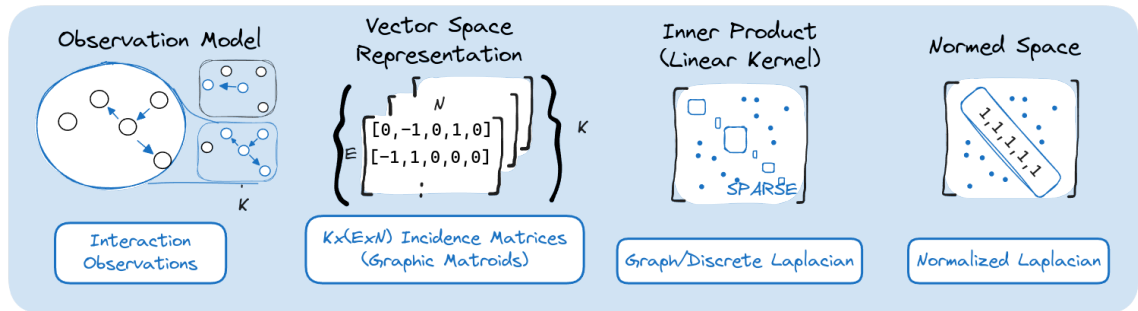 Observation Model
K
Interaction
Observations
Vector Space
Representation
N
E
[0,-1,0,1,0]
[-1,1,0,0,0]
:
K
Kx(ExN) Incidence Matrices
(Graphic Matroids)
Inner Product
(Linear Kernel)
SPARSE
Graph/Discrete Laplacian
Normed Space
1,1,1,1,1
Normalized Laplacian